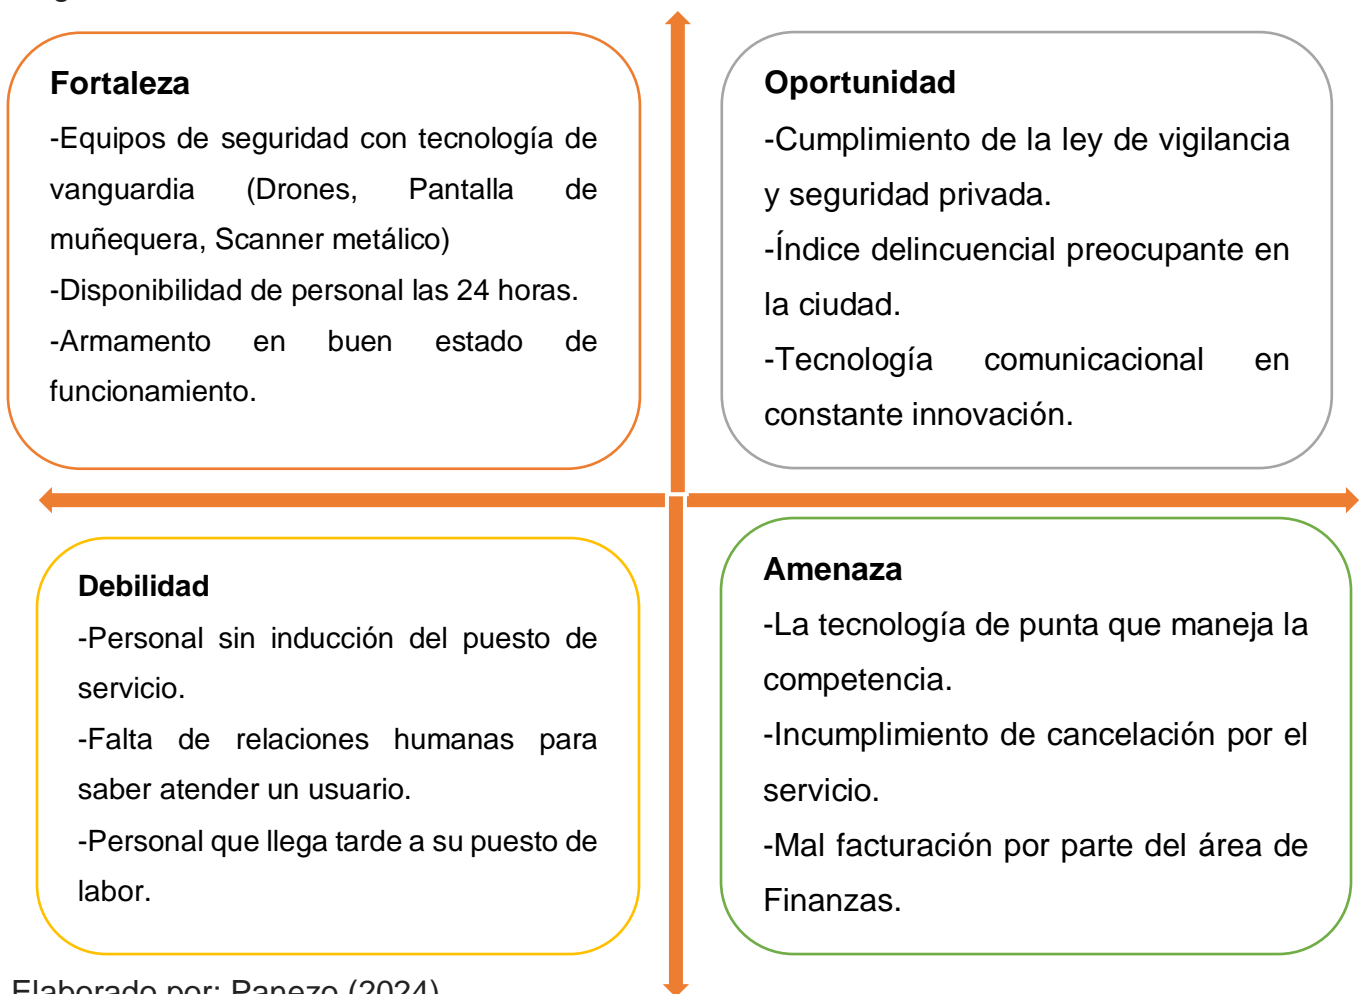 Fortaleza
-Equipos de seguridad con tecnología de
vanguardia (Drones, Pantalla de
muñequera, Scanner metálico)
-Disponibilidad de personal las 24 horas.
-Armamento en buen estado de
funcionamiento.
Oportunidad
-Cumplimiento de la ley de vigilancia
y seguridad privada.
-Índice delincuencial preocupante en
la ciudad.
-Tecnología comunicacional en
constante innovación.
Debilidad
-Personal sin inducción del puesto de
servicio.
-Falta de relaciones humanas para
saber atender un usuario.
-Personal que llega tarde a su puesto de
labor.
Amenaza
-La tecnología de punta que maneja la
competencia.
-Incumplimiento de cancelación por el
servicio.
-Mal facturación por parte del área de
Finanzas.
Elaborado por: Panezo (2024)